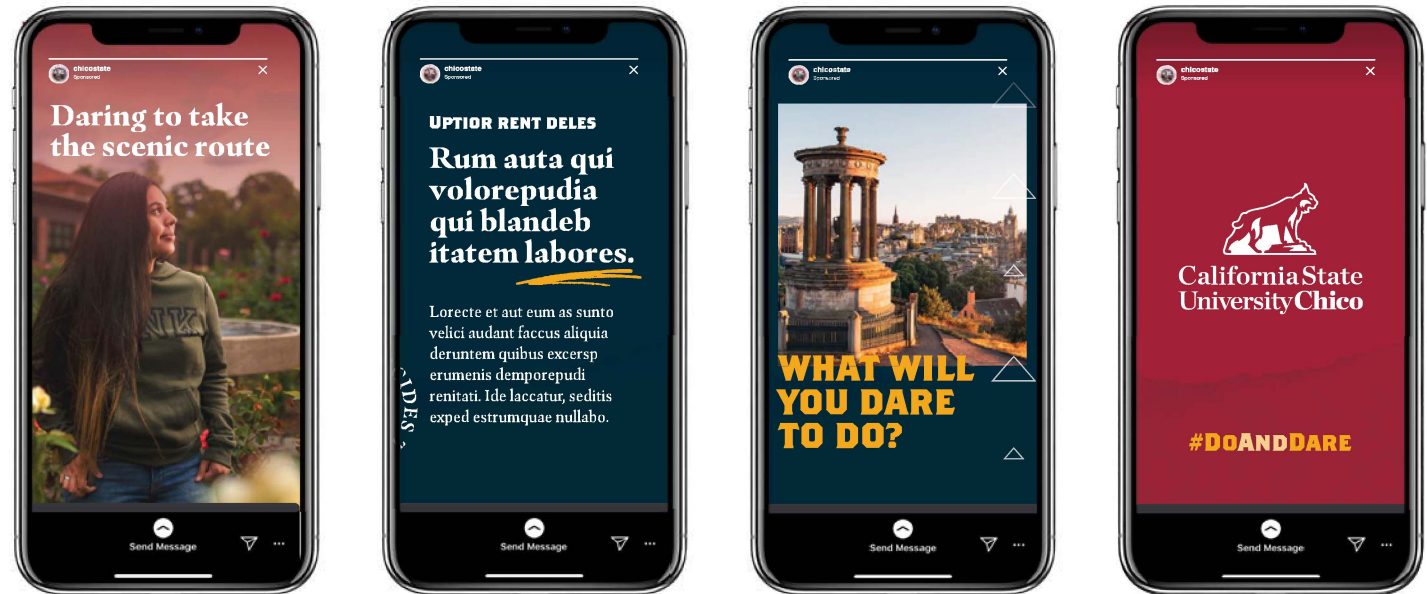 chicostate
Sponsored
Daring to take
the scenic route
Send Message
chicostate
Sponsored
UPTIOR RENT DELES
Rum auta qui
volorepudia
qui blandeb
itatem labores.
Lorecte et aut eum as sunto
velici audant faccus aliquia
deruntem quibus excersp
erumenis demporepudi
renitati. Ide laccatur, seditis
exped estrumquae nullabo.
Send Message
chicostate
Sponsored
WHAT WILL
YOU DARE
TO DO?
Send Message
chicostate
Sponsored
California State
University Chico
#DOANDDARE
Send Message